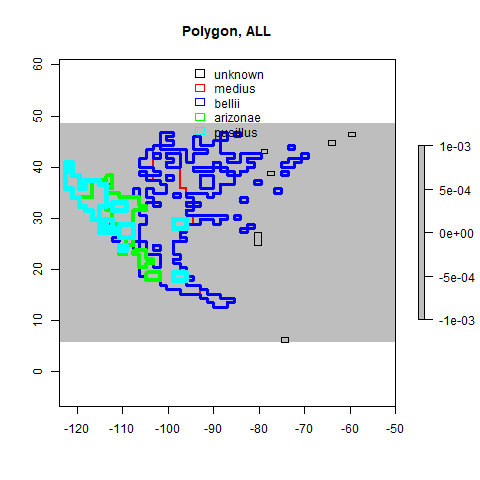 Polygon, ALL
unknown
medius
bellii
arizonae
pusillus
60
50
40
30
20
10
0
-120
-110
-100
-90
-80
-70
-60
-50
1e-03
5e-04
0e+00
-5e-04
-1e-03